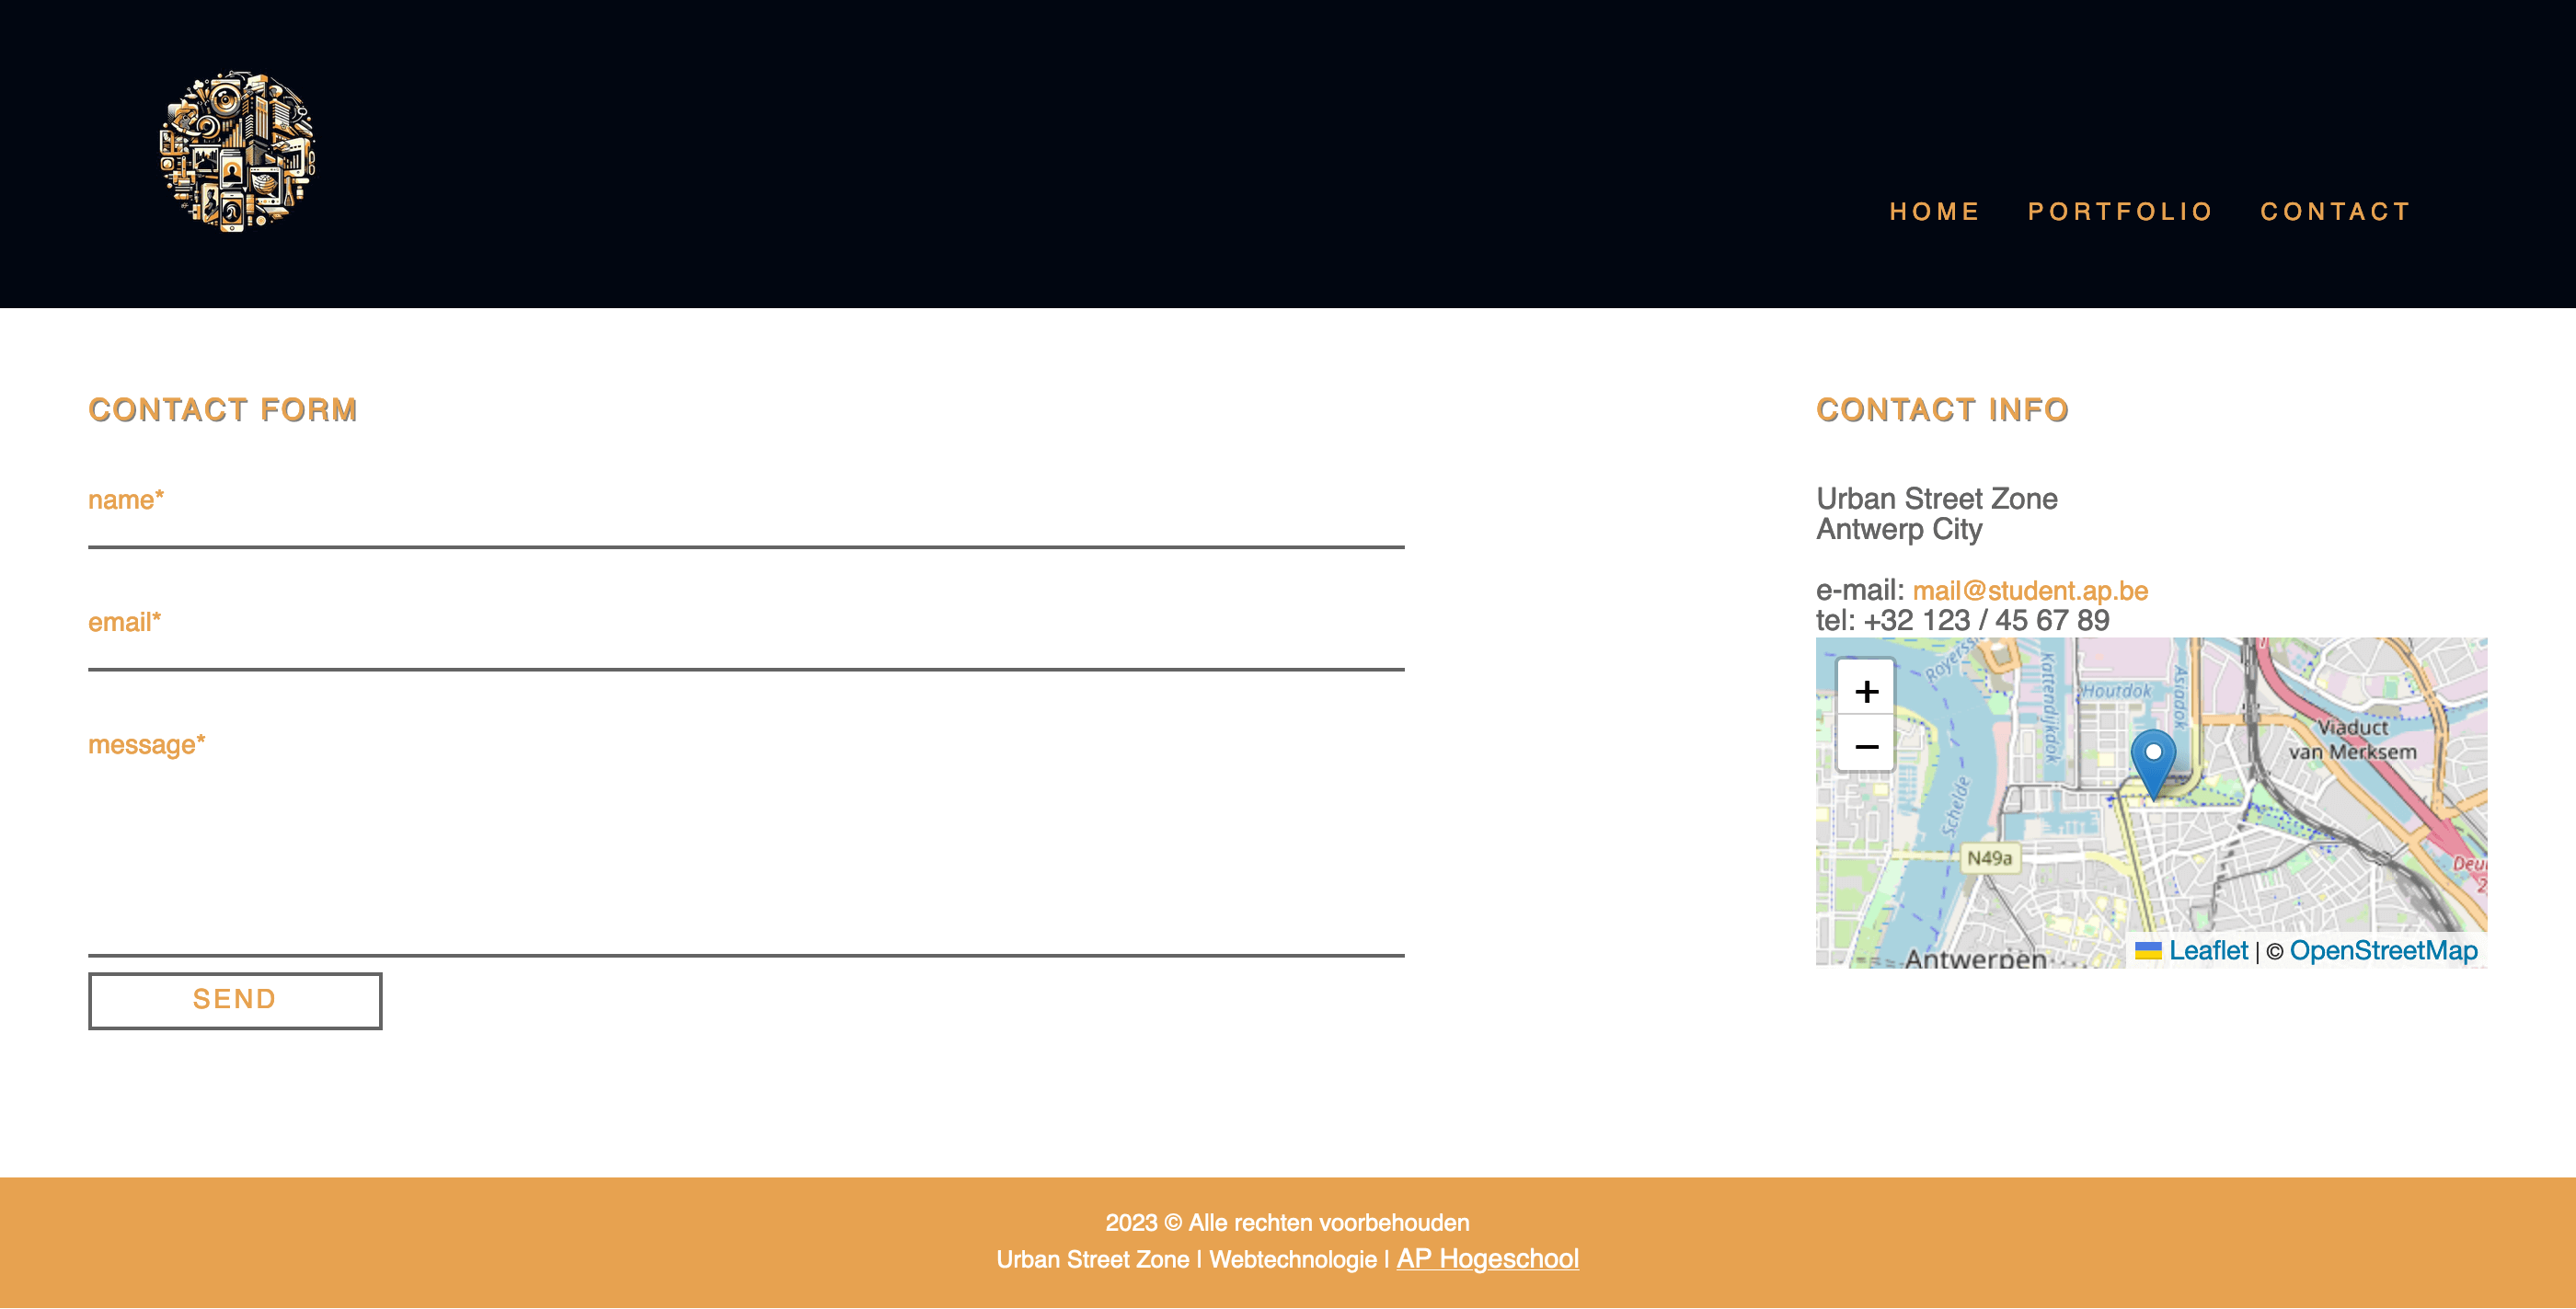 HOME PORTFOLIO CONTACT
CONTACT FORM
name*
email*
message*
SEND
CONTACT INFO
Urban Street Zone
Antwerp City
e-mail: mail@student.ap.be
tel: +32 123 / 45 67 89
+
−
Royerss
Kattendijkdok
Houtdok
Asiadok
Viaduct
van Merksem
Schelde
N49a
Antwerpen
Leaflet | © OpenStreetMap
2023 © Alle rechten voorbehouden
Urban Street Zone | Webtechnologie | AP Hogeschool